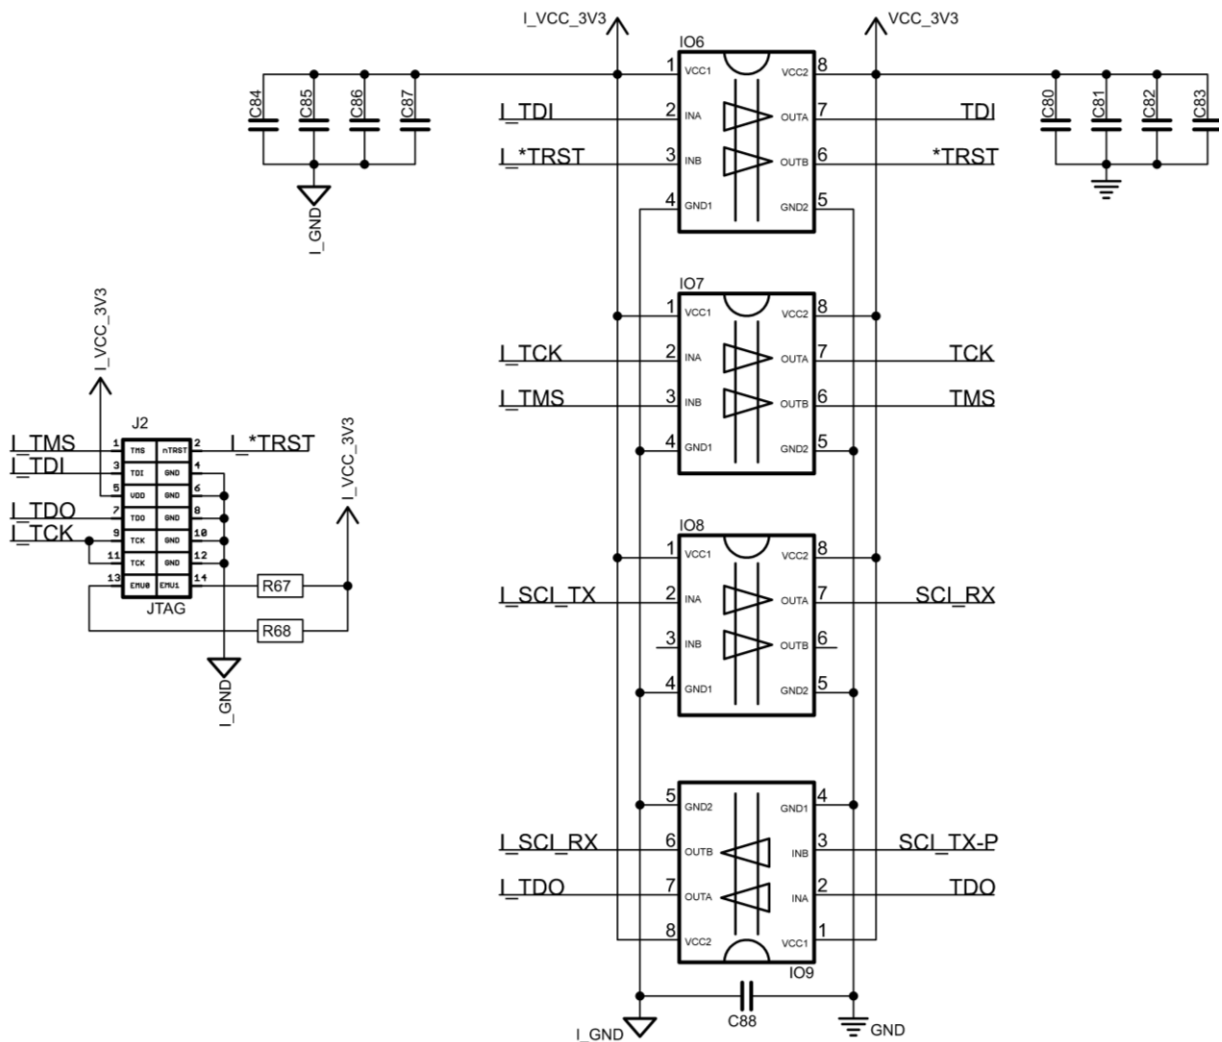 I_VCC_3V3
VCC_3V3
IO6
1 VCC1 VCC2 8
C84 C85 C86 C87
C80 C81 C82 C83
I_TDI 2 INA OUTA 7 TDI
I_*TRST 3 INB OUTB 6 *TRST
4 GND1 GND2 5
I_GND
IO7
1 VCC1 VCC2 8
I_TCK 2 INA OUTA 7 TCK
I_TMS 3 INB OUTB 6 TMS
4 GND1 GND2 5
I_VCC_3V3
I_VCC_3V3
J2
I_TMS 1 TMS nTRST 2 I_*TRST
I_TDI 3 TDI GND 4
5 VDD GND 6
I_TDO 7 TDO GND 8
I_TCK 9 TCK GND 10
11 TCK GND 12
13 EMU0 EMU1 14 R67
JTAG
R68
I_GND
IO8
1 VCC1 VCC2 8
I_SCI_TX 2 INA OUTA 7 SCI_RX
3 INB OUTB 6
4 GND1 GND2 5
5 GND2 GND1 4
I_SCI_RX 6 OUTB INB 3 SCI_TX-P
I_TDO 7 OUTA INA 2 TDO
8 VCC2 VCC1 1
IO9
C88
I_GND
GND